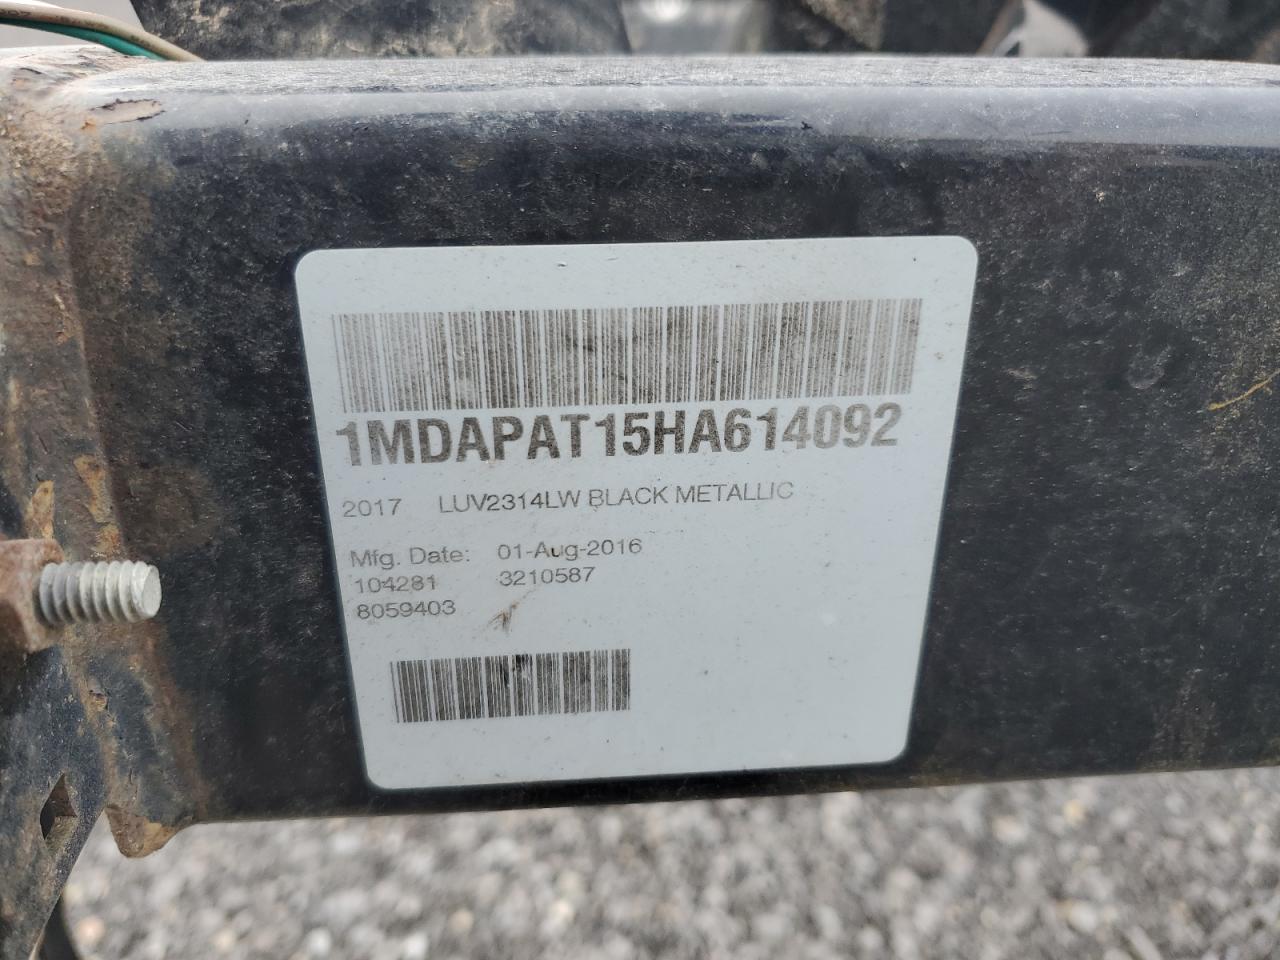 1MDAPAT15HA614092
2017 LUV2314LW BLACK METALLIC
Mfg. Date: 01-Aug-2016
104281 3210587
8059403